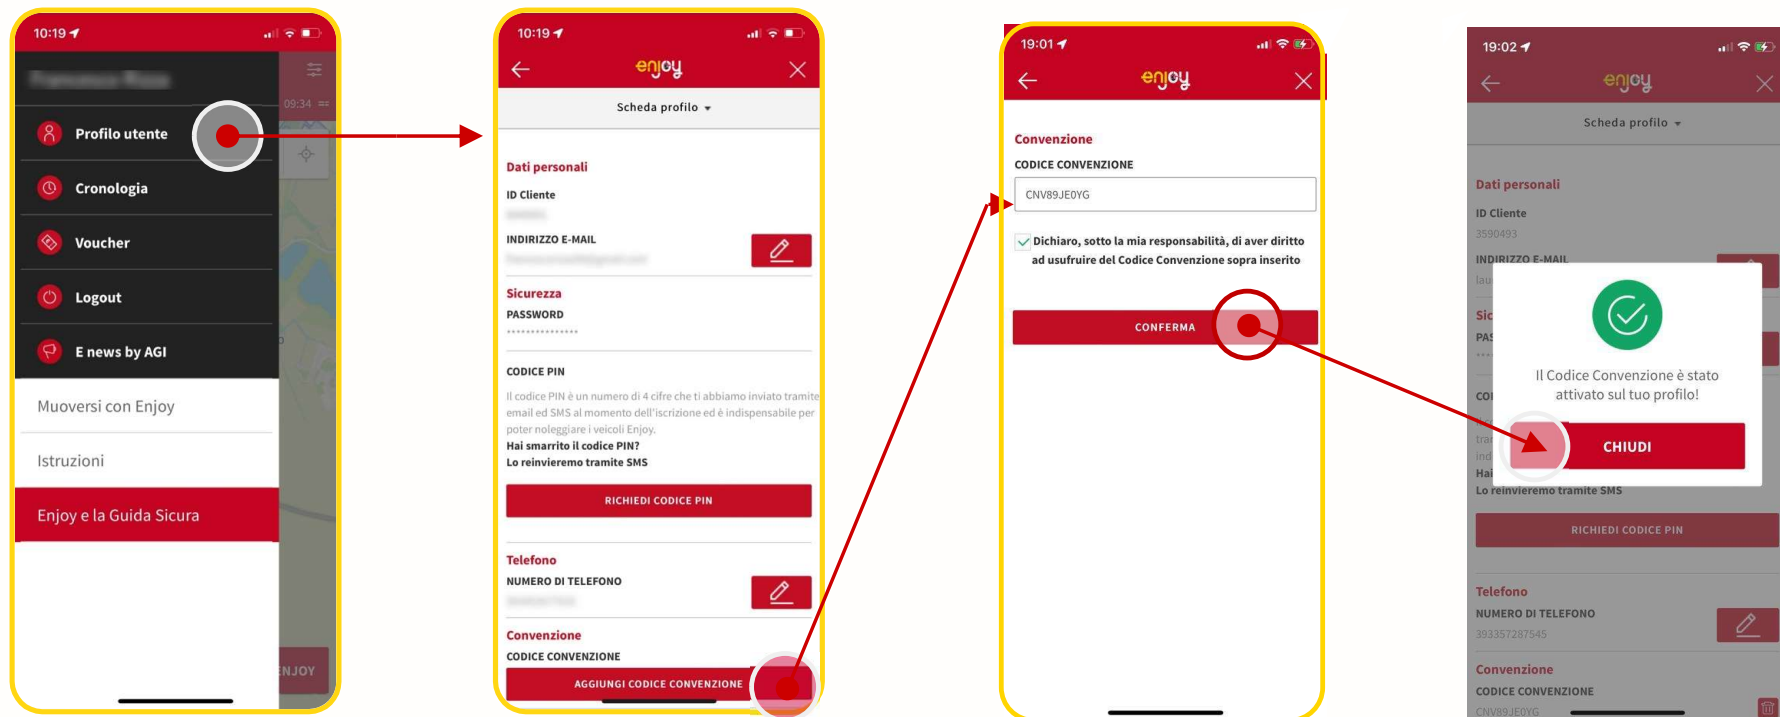 10:19
09:34
Profilo utente
Cronologia
Voucher
Logout
E news by AGI
Muoversi con Enjoy
Istruzioni
Enjoy e la Guida Sicura
NJOY
10:19
enjoy
Scheda profilo
Dati personali
ID Cliente
INDIRIZZO E-MAIL
Sicurezza
PASSWORD
***************
CODICE PIN
Il codice PIN è un numero di 4 cifre che ti abbiamo inviato tramite
email ed SMS al momento dell'iscrizione ed è indispensabile per
poter noleggiare i veicoli Enjoy.
Hai smarrito il codice PIN?
Lo reinvieremo tramite SMS
RICHIEDI CODICE PIN
Telefono
NUMERO DI TELEFONO
Convenzione
CODICE CONVENZIONE
AGGIUNGI CODICE CONVENZIONE
19:01
enjoy
Convenzione
CODICE CONVENZIONE
CNV89JE0YG
Dichiaro, sotto la mia responsabilità, di aver diritto
ad usufruire del Codice Convenzione sopra inserito
CONFERMA
19:02
enjoy
Scheda profilo
Dati personali
ID Cliente
3590493
INDIRIZZO E-MAIL
lau
Sic
PAS
Il Codice Convenzione è stato
attivato sul tuo profilo!
CHIUDI
Hai
Lo reinvieremo tramite SMS
RICHIEDI CODICE PIN
Telefono
NUMERO DI TELEFONO
393357287545
Convenzione
CODICE CONVENZIONE
CNV89JE0YG